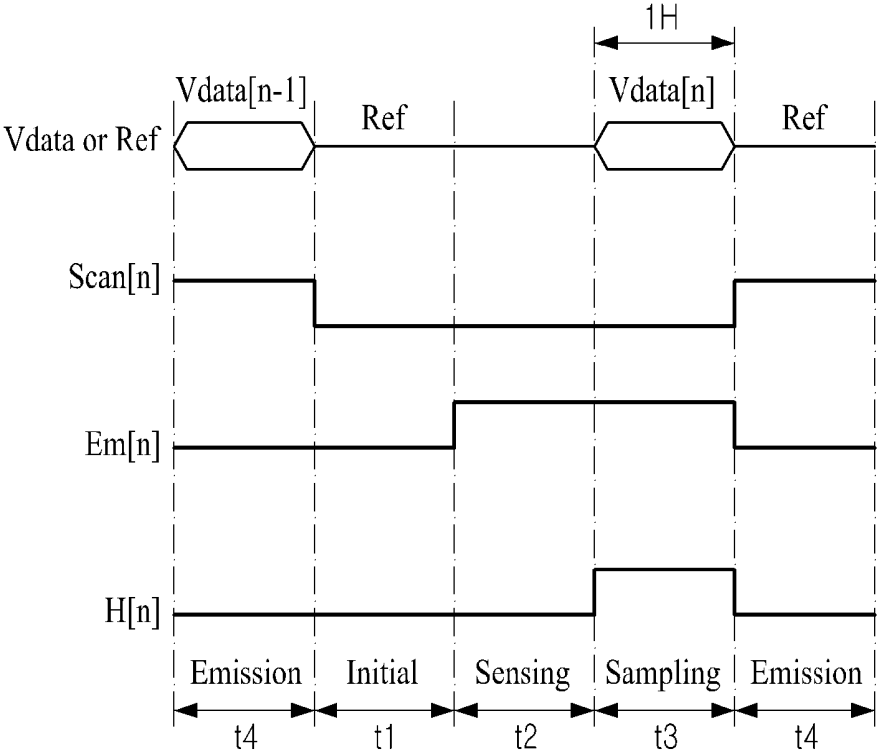 1H
Vdata[n-1]
Vdata[n]
Ref
Ref
Vdata or Ref
Scan[n]
Em[n]
H[n]
Emission
Initial
Sensing
Sampling
Emission
t4
t1
t2
t3
t4